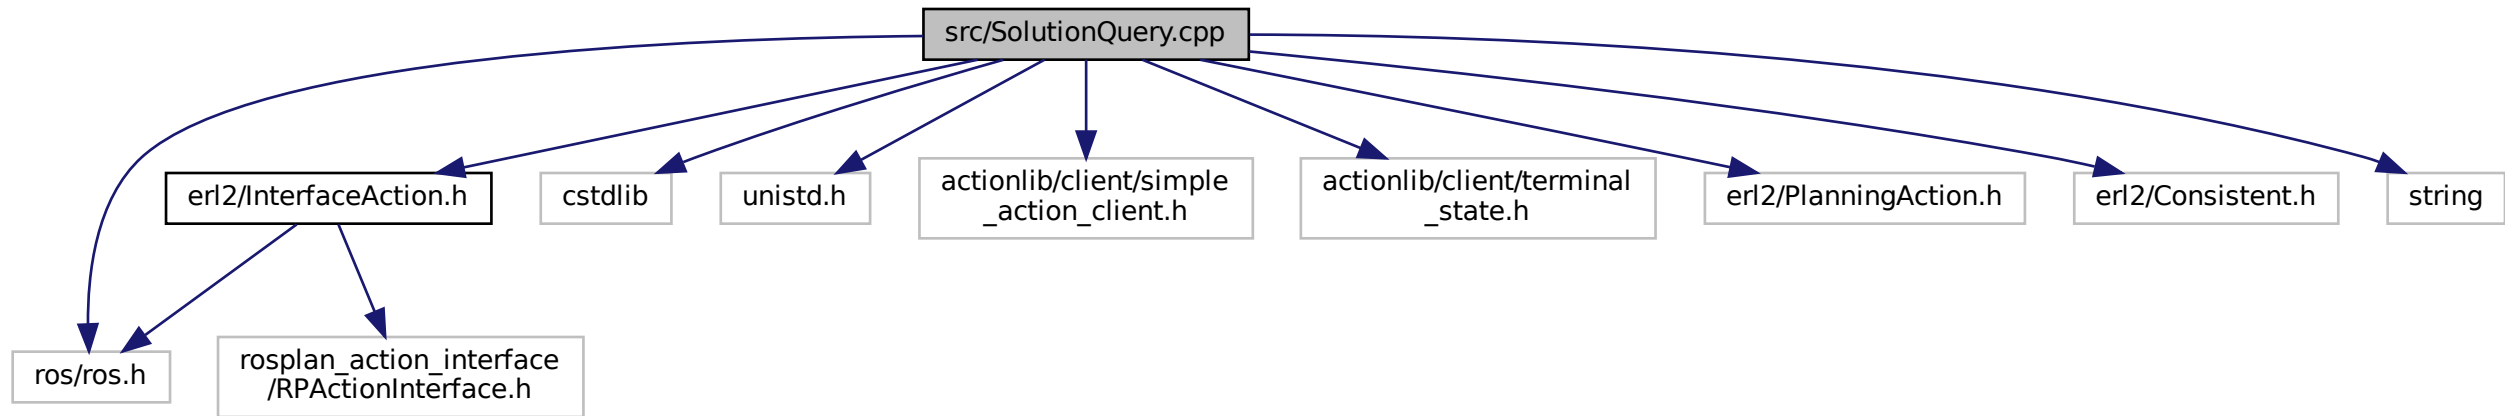 src/SolutionQuery.cpp
erl2/InterfaceAction.h
cstdlib
unistd.h
actionlib/client/simple
_action_client.h
actionlib/client/terminal
_state.h
erl2/PlanningAction.h
erl2/Consistent.h
string
ros/ros.h
rosplan_action_interface
/RPActionInterface.h